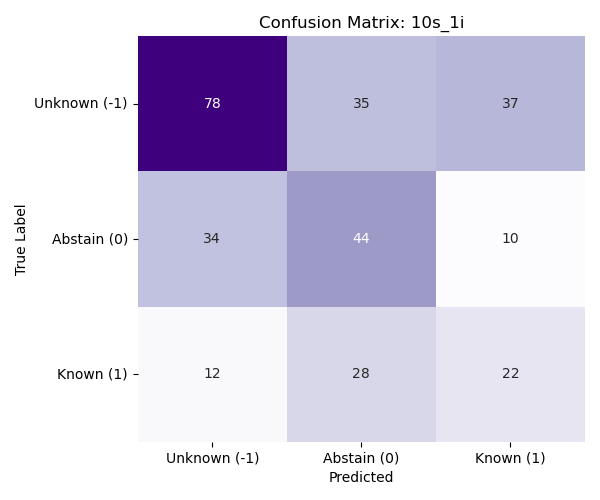 Confusion Matrix: 10s_1i
True Label
Unknown (-1) 78 35 37
Abstain (0) 34 44 10
Known (1) 12 28 22
Unknown (-1) Abstain (0) Known (1)
Predicted